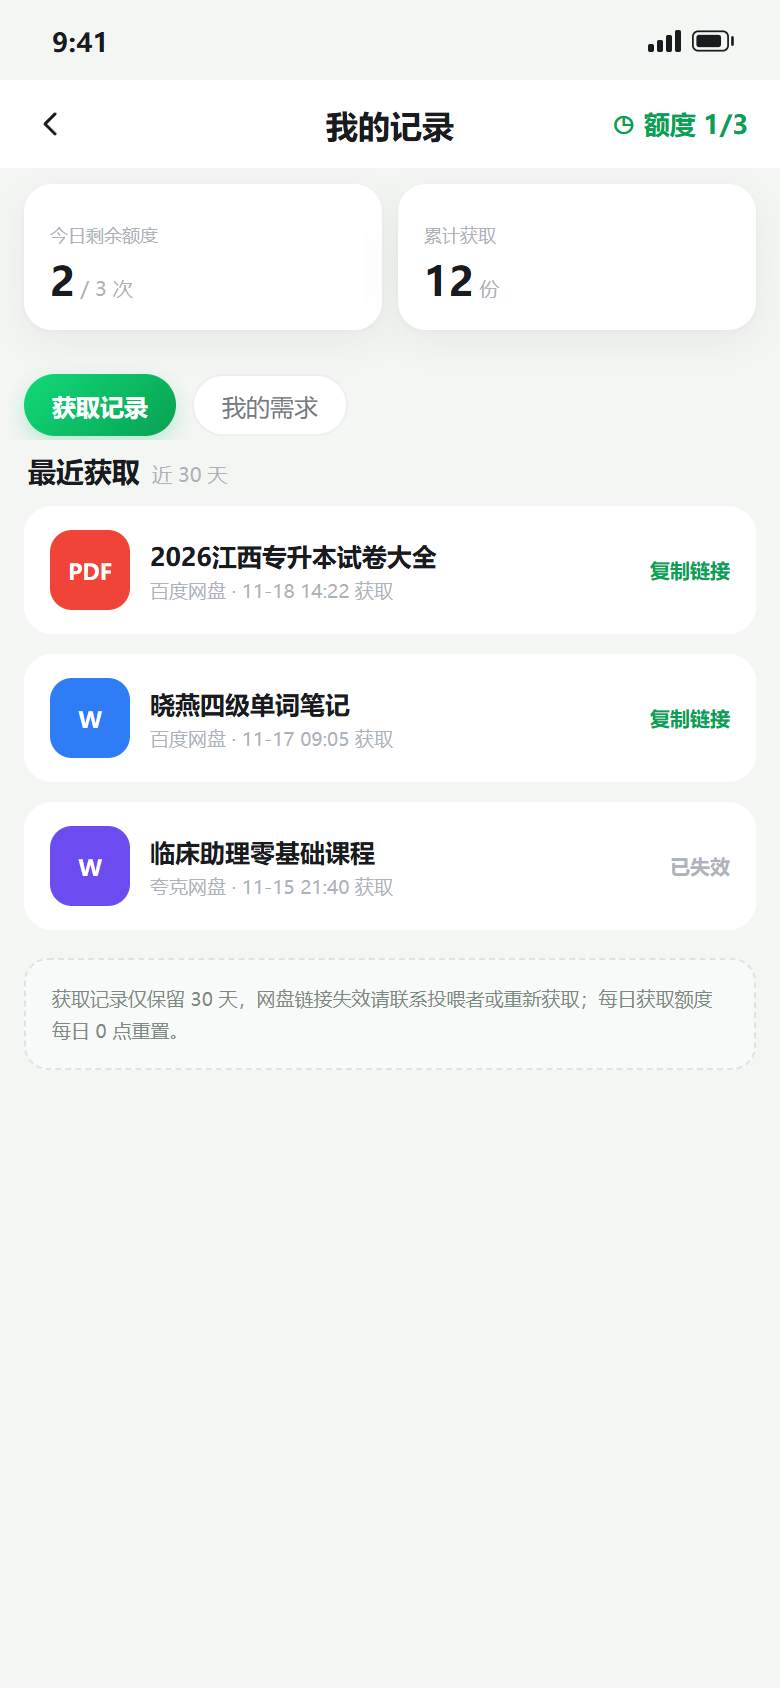 9:41
我的记录
额度 1/3
今日剩余额度
2 / 3 次
累计获取
12 份
获取记录
我的需求
最近获取 近 30 天
PDF
2026江西专升本试卷大全
百度网盘 · 11-18 14:22 获取
复制链接
W
晓燕四级单词笔记
百度网盘 · 11-17 09:05 获取
复制链接
W
临床助理零基础课程
夸克网盘 · 11-15 21:40 获取
已失效
获取记录仅保留 30 天，网盘链接失效请联系投喂者或重新获取；每日获取额度
每日 0 点重置。